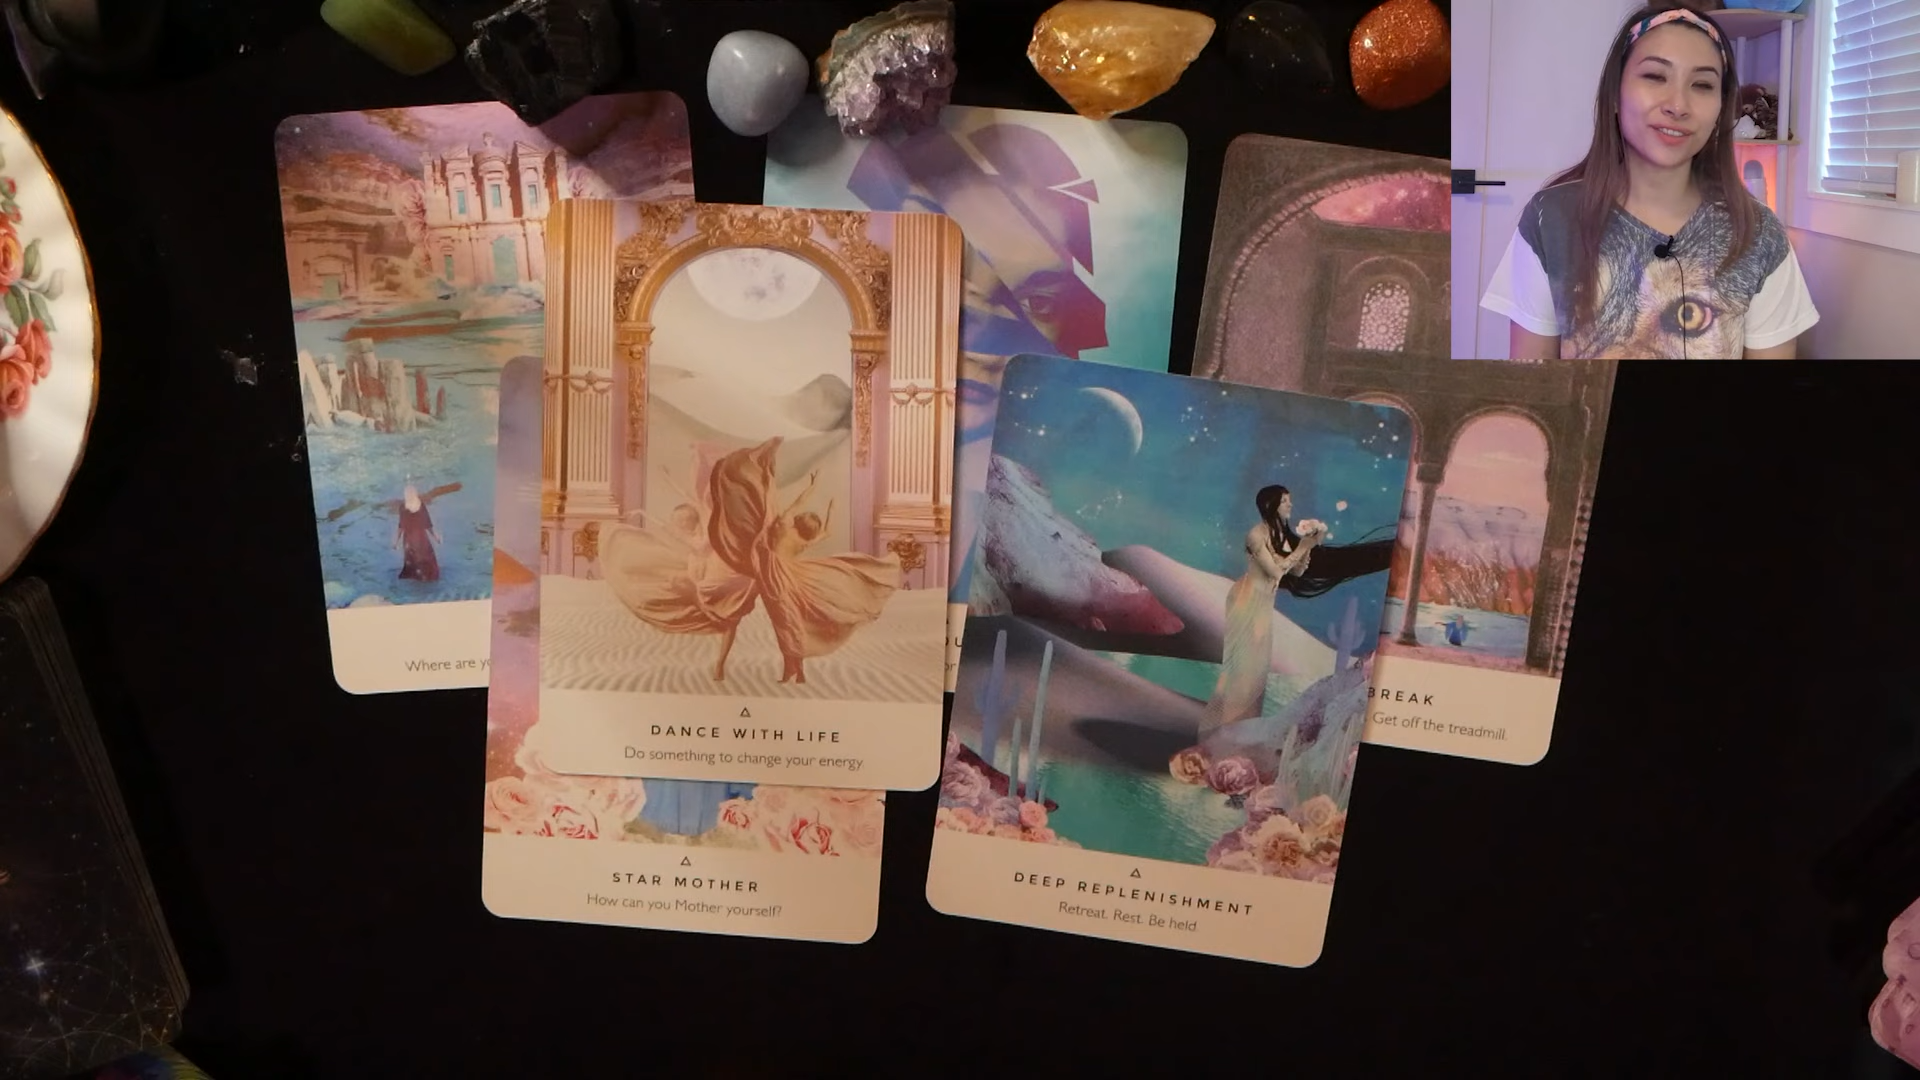 Where are
DANCE WITH LIFE
Do something to change your energy
STAR MOTHER
How can you Mother yourself?
DEEP REPLENISHMENT
Retreat. Rest. Be held.
BREAK
Get off the treadmill.